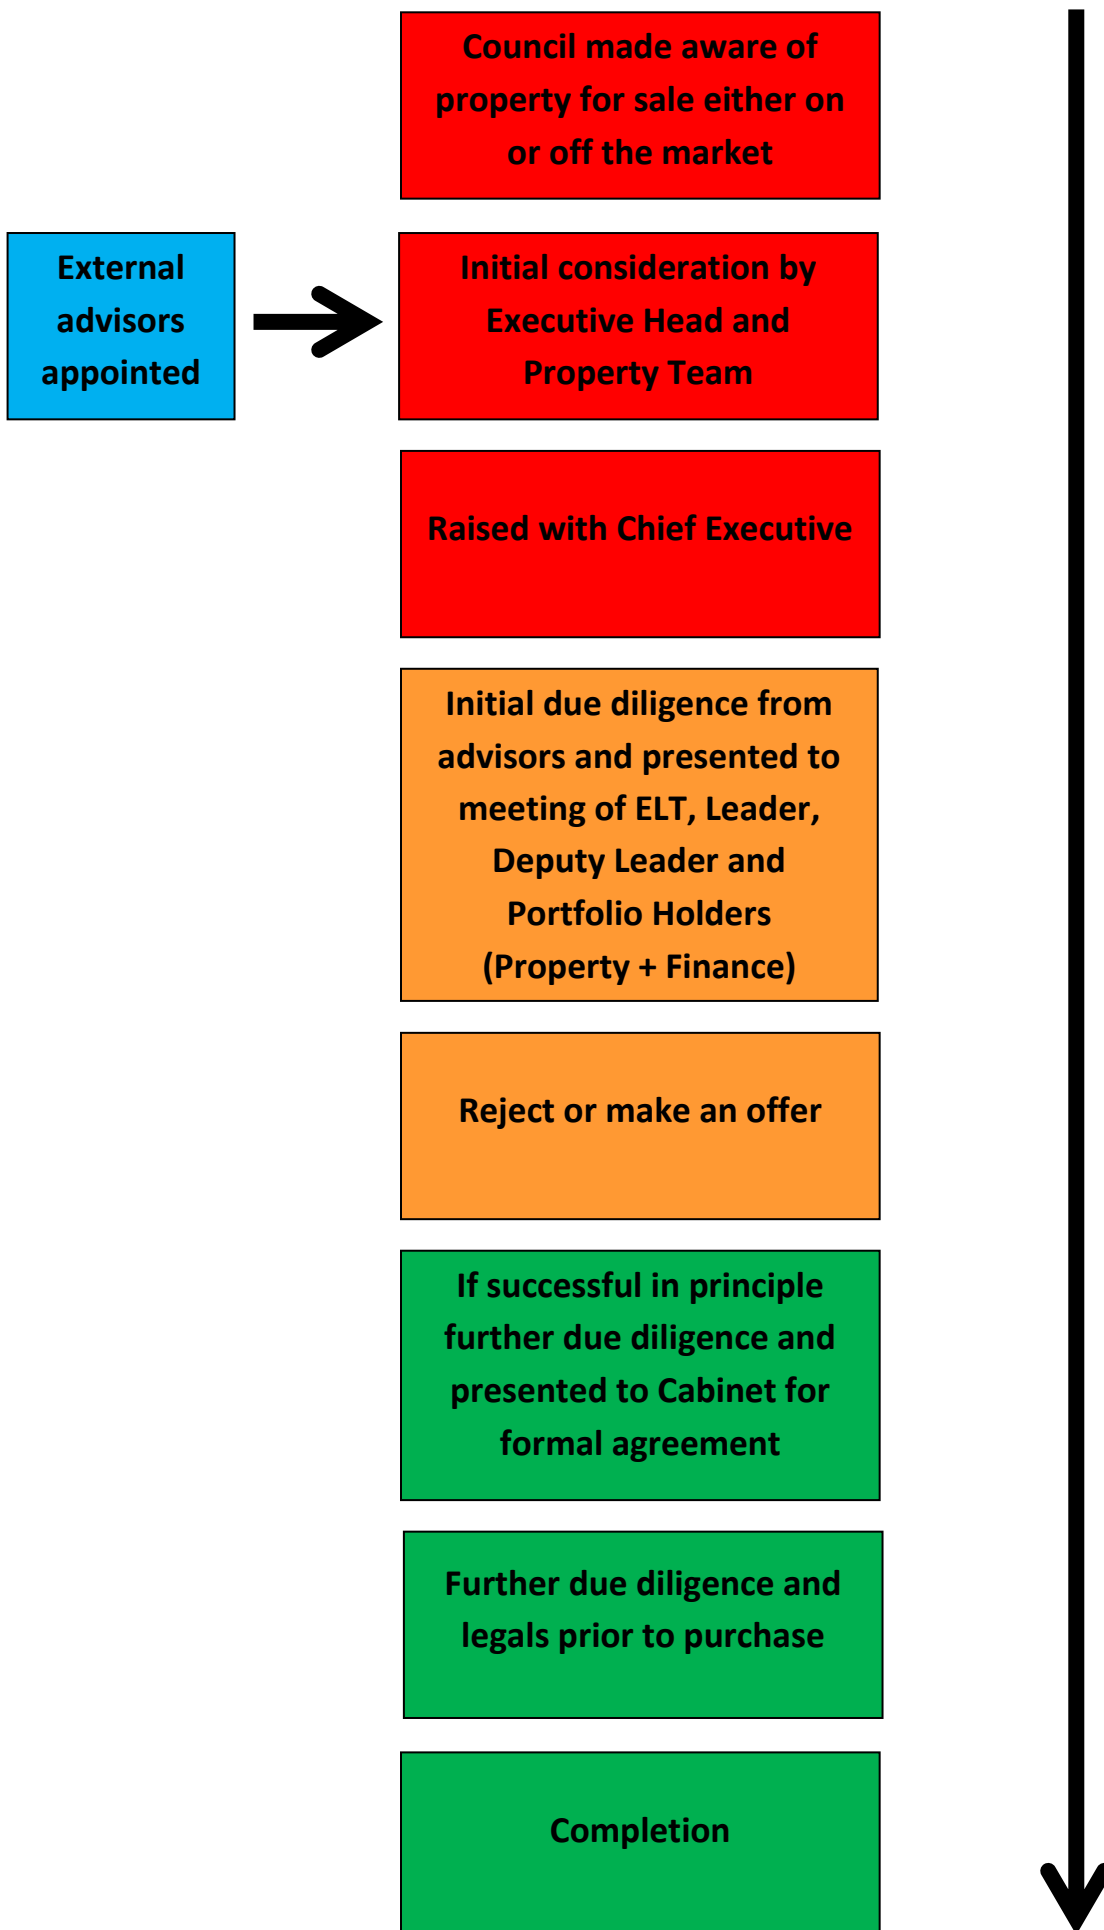 Council made aware of
property for sale either on
or off the market
External
advisors
appointed
Initial consideration by
Executive Head and
Property Team
Raised with Chief Executive
Initial due diligence from
advisors and presented to
meeting of ELT, Leader,
Deputy Leader and
Portfolio Holders
(Property + Finance)
Reject or make an offer
If successful in principle
further due diligence and
presented to Cabinet for
formal agreement
Further due diligence and
legals prior to purchase
Completion